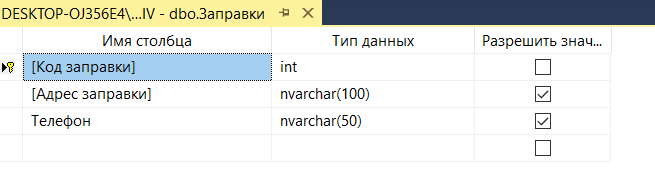 DESKTOP-OJ356E4\...IV - dbo.Заправки
Имя столбца Тип данных Разрешить знач...
[Код заправки] int
[Адрес заправки] nvarchar(100)
Телефон nvarchar(50)